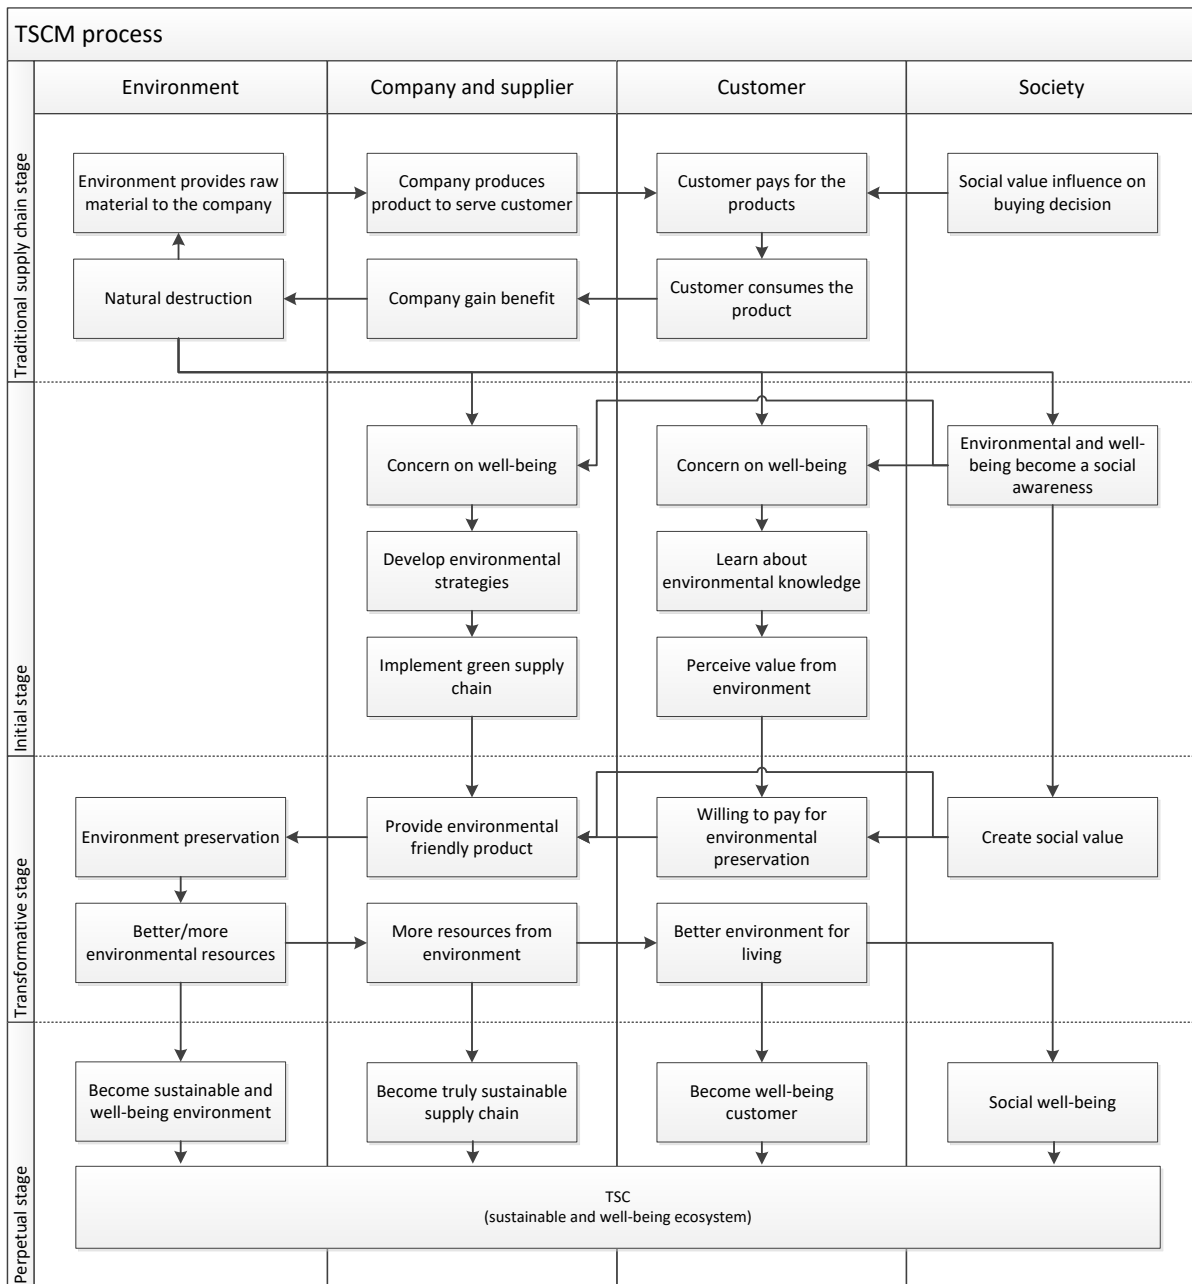 TSCM process
Environment
Company and supplier
Customer
Society
Traditional supply chain stage
Environment provides raw
material to the company
Company produces
product to serve customer
Customer pays for the
products
Social value influence on
buying decision
Natural destruction
Company gain benefit
Customer consumes the
product
Initial stage
Concern on well-being
Concern on well-being
Environmental and well-
being become a social
awareness
Develop environmental
strategies
Learn about
environmental knowledge
Implement green supply
chain
Perceive value from
environment
Transformative stage
Environment preservation
Provide environmental
friendly product
Willing to pay for
environmental
preservation
Create social value
Better/more
environmental resources
More resources from
environment
Better environment for
living
Perpetual stage
Become sustainable and
well-being environment
Become truly sustainable
supply chain
Become well-being
customer
Social well-being
TSC
(sustainable and well-being ecosystem)